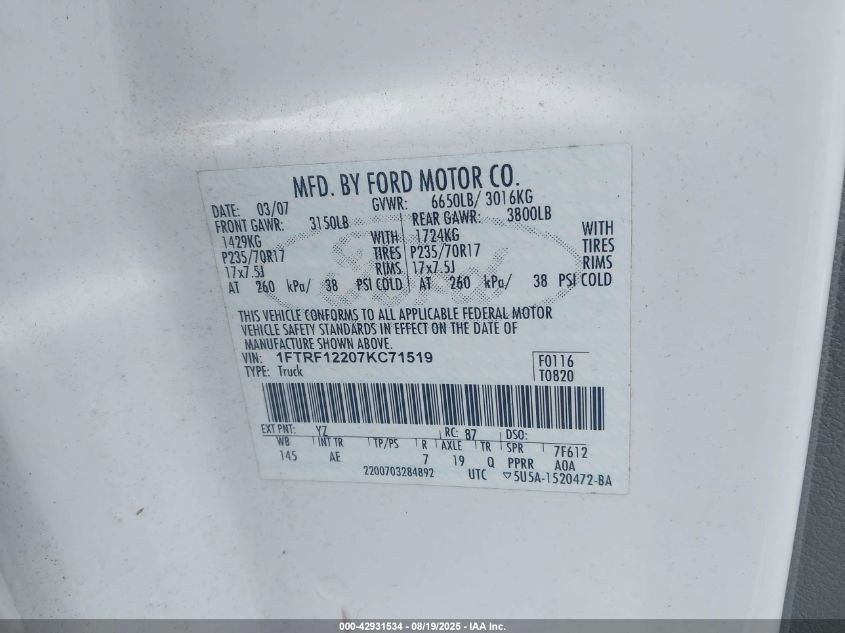 MFD. BY FORD MOTOR CO.
DATE: 03/07 GVWR: 6650LB/ 3016KG
FRONT GAWR: 3150LB REAR GAWR: 3800LB
1429KG WITH 1724KG WITH
P235/70R17 TIRES P235/70R17 TIRES
17x7.5J RIMS 17x7.5J RIMS
AT 260 kPa/ 38 PSI COLD AT 260 kPa/ 38 PSI COLD
THIS VEHICLE CONFORMS TO ALL APPLICABLE FEDERAL MOTOR
VEHICLE SAFETY STANDARDS IN EFFECT ON THE DATE OF
MANUFACTURE SHOWN ABOVE.
VIN: 1FTRF12207KC71519
TYPE: Truck
F0116
T0820
EXT PNT: YZ RC: 87 DSO:
WB INT TR TP/PS R AXLE TR SPR 7F612
145 AE 7 19 Q PPRR AOA
2200703284892 UTC ▽5U5A-1520472-BA
Ford
000-42931534 - 08/19/2025 - IAA Inc.